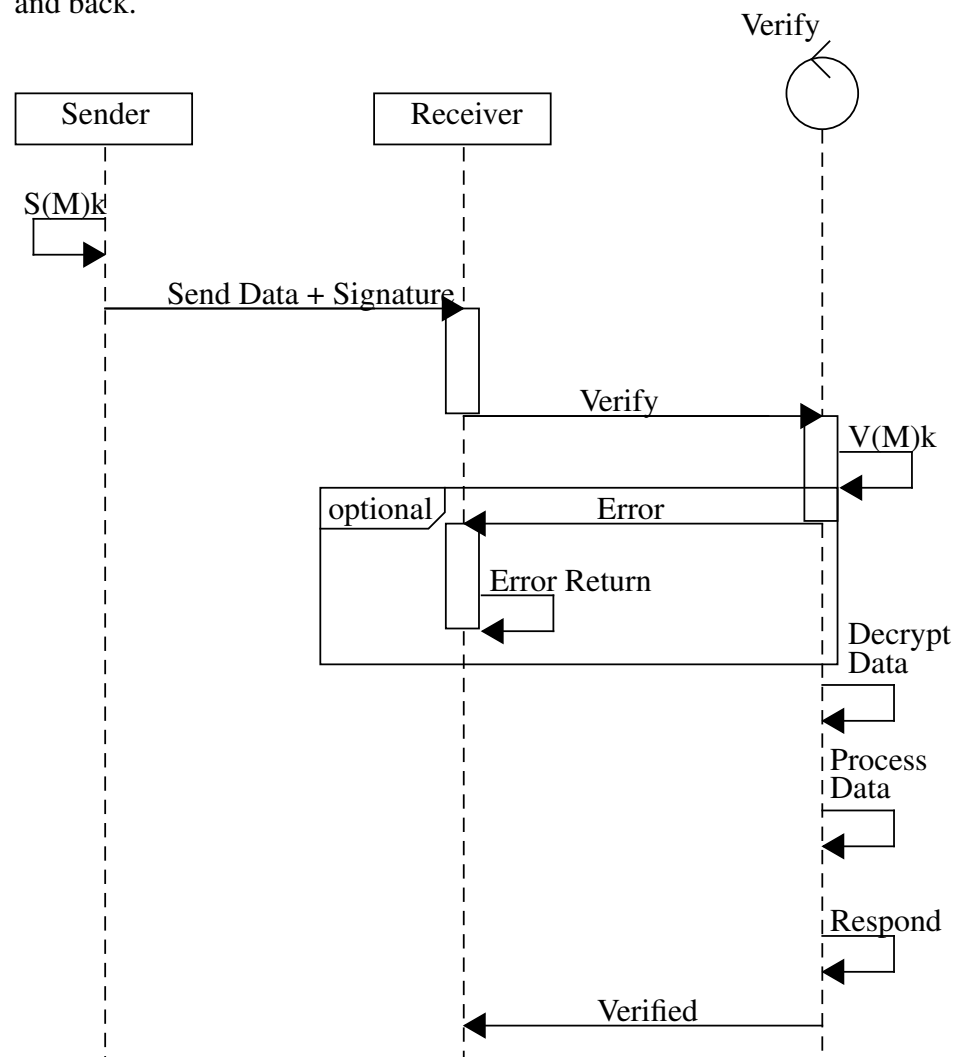 and back.
Verify
Sender
Receiver
S(M)k
Send Data + Signature
Verify
V(M)k
optional
Error
Error Return
Decrypt
Data
Process
Data
Respond
Verified